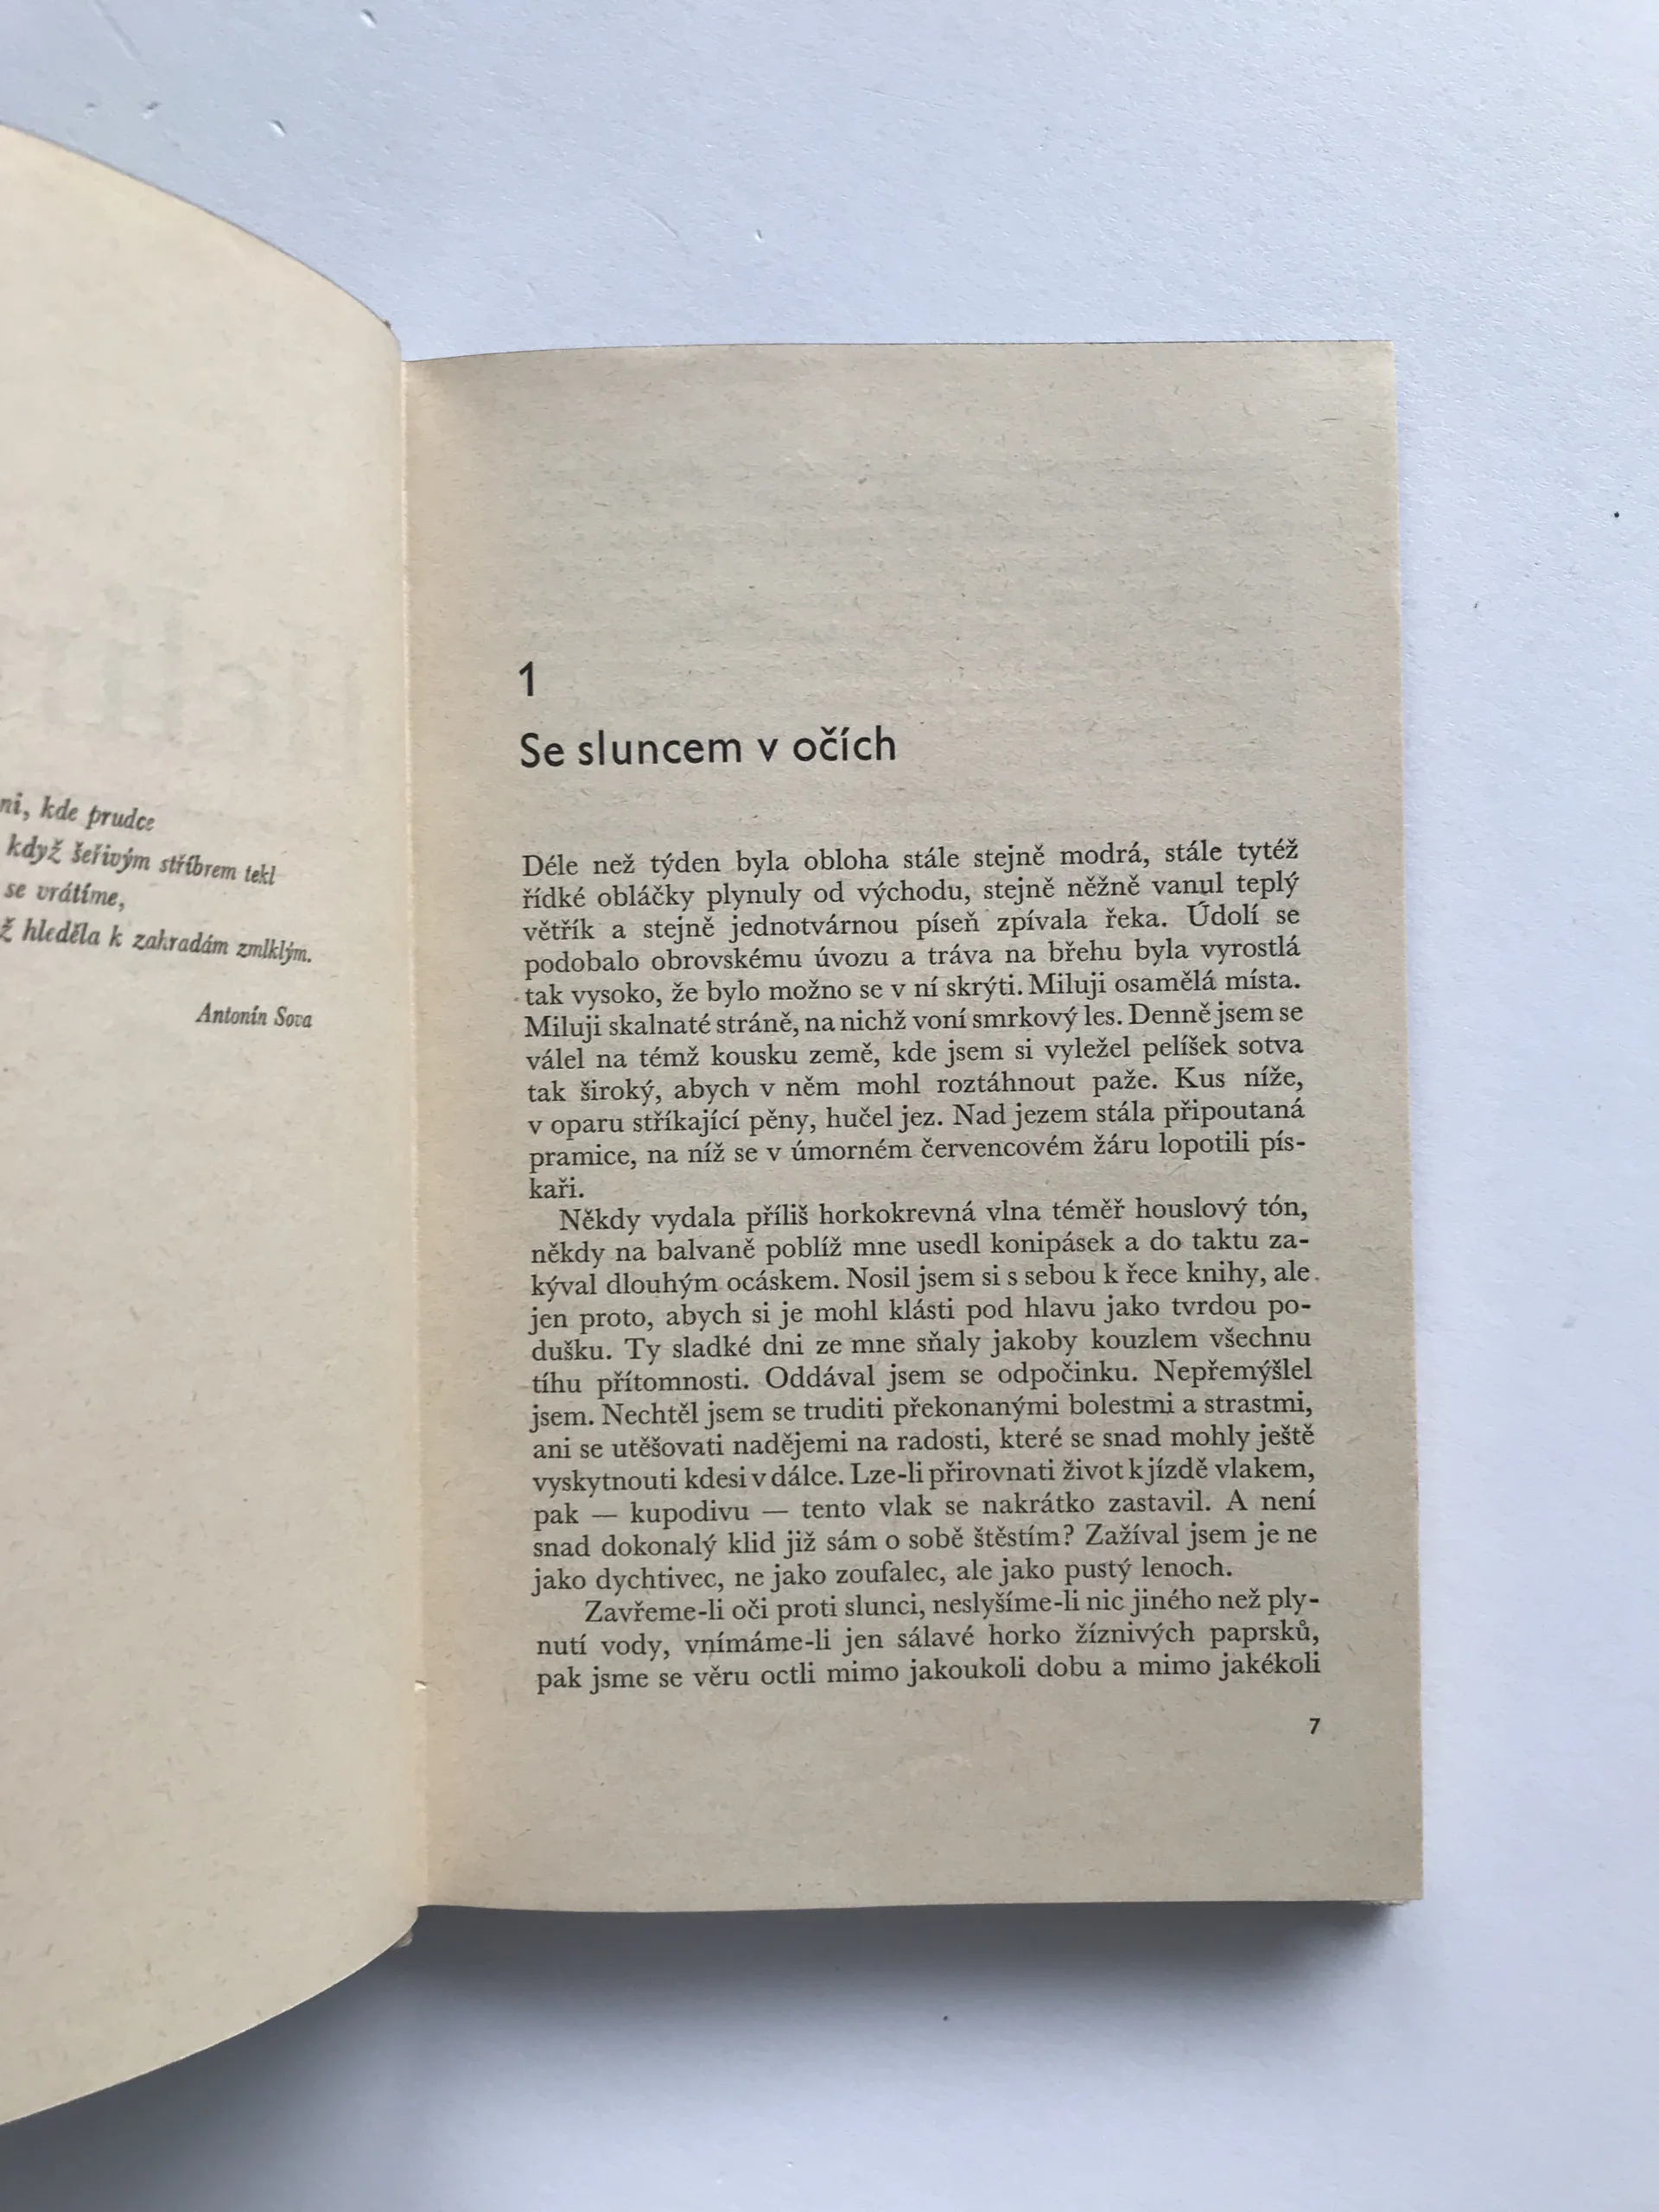 ni, kde prudce
když šeřivým stříbrem tekl
se vrátíme,
ž hleděla k zahradám zmlklým.
Antonín Sova
1
Se sluncem v očích
Déle než týden byla obloha stále stejně modrá, stále tytéž
řídké obláčky plynuly od východu, stejně něžně vanul teplý
větřík a stejně jednotvárnou píseň zpívala řeka. Údolí se
podobalo obrovskému úvozu a tráva na břehu byla vyrostlá
tak vysoko, že bylo možno se v ní skrýti. Miluji osamělá místa.
Miluji skalnaté stráně, na nichž voní smrkový les. Denně jsem se
válel na témž kousku země, kde jsem si vyležel pelíšek sotva
tak široký, abych v něm mohl roztáhnout paže. Kus níže,
v oparu stříkající pěny, hučel jez. Nad jezem stála připoutaná
pramice, na níž se v úmorném červencovém žáru lopotili pís-
kaři.
Někdy vydala příliš horkokrevná vlna téměř houslový tón,
někdy na balvaně poblíž mne usedl konipásek a do taktu za-
kýval dlouhým ocáskem. Nosil jsem si s sebou k řece knihy, ale
jen proto, abych si je mohl klásti pod hlavu jako tvrdou po-
dušku. Ty sladké dni ze mne sňaly jakoby kouzlem všechnu
tíhu přítomnosti. Oddával jsem se odpočinku. Nepřemýšlel
jsem. Nechtěl jsem se truditi překonanými bolestmi a strastmi,
ani se utěšovati nadějemi na radosti, které se snad mohly ještě
vyskytnouti kdesi v dálce. Lze-li přirovnati život k jízdě vlakem,
pak — kupodivu — tento vlak se nakrátko zastavil. A není
snad dokonalý klid již sám o sobě štěstím? Zažíval jsem je ne
jako dychtivec, ne jako zoufalec, ale jako pustý lenoch.
Zavřeme-li oči proti slunci, neslyšíme-li nic jiného než ply-
nutí vody, vnímáme-li jen sálavé horko žíznivých paprsků,
pak jsme se věru octli mimo jakoukoli dobu a mimo jakékoli
7